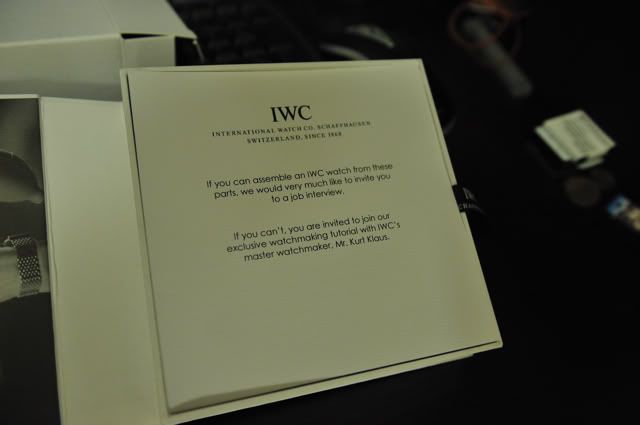 IWC
INTERNATIONAL WATCH CO. SCHAFFHAUSEN
SWITZERLAND, SINCE 1868
If you can assemble an IWC watch from these
parts, we would very much like to invite you
to a job interview.
If you can't, you are invited to join our
exclusive watchmaking tutorial with IWC's
master watchmaker, Mr. Kurt Klaus.
IWC